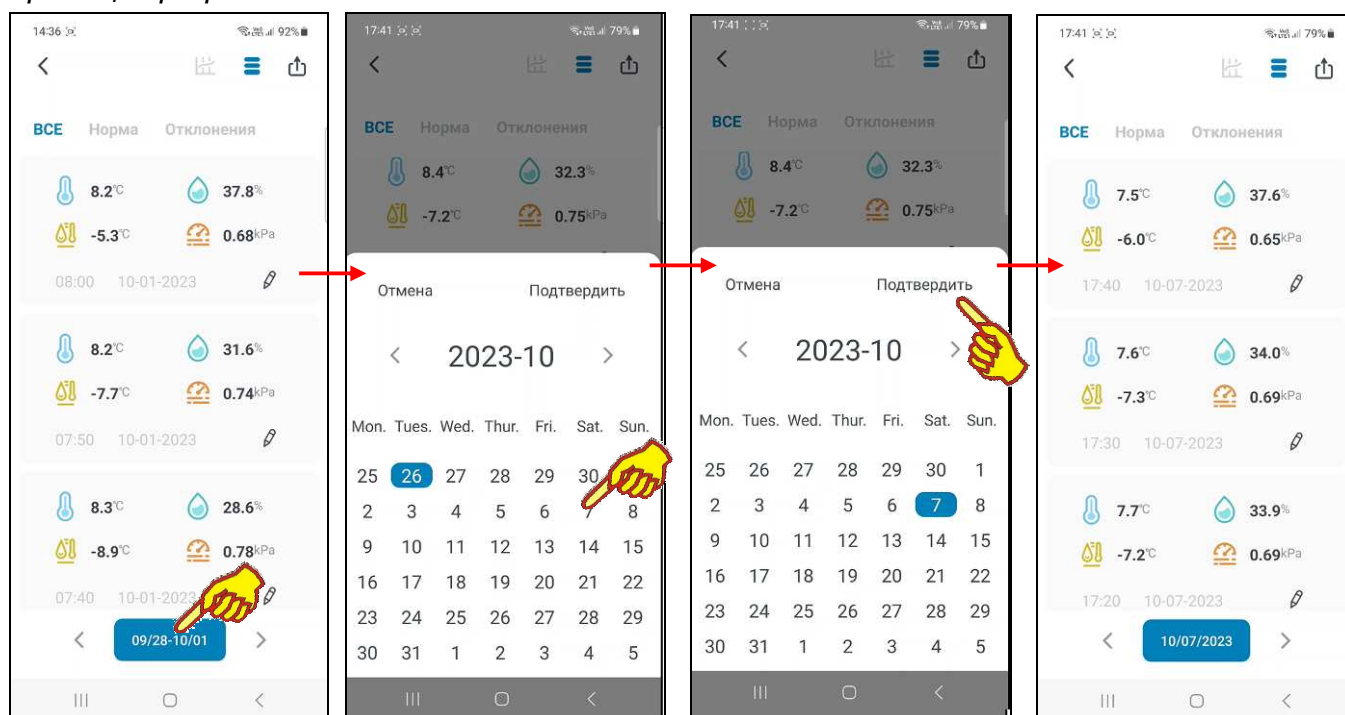 14:36 92%
ВСЕ Норма Отклонения
8.2°C 37.8%
-5.3°C 0.68kPa
08:00 10-01-2023
8.2°C 31.6%
-7.7°C 0.74kPa
07:50 10-01-2023
8.3°C 28.6%
-8.9°C 0.78kPa
07:40 10-01-2023
< 09/28-10/01 >
17:41 79%
ВСЕ Норма Отклонения
8.4°C 32.3%
-7.2°C 0.75kPa
Отмена Подтвердить
< 2023-10 >
Mon. Tues. Wed. Thur. Fri. Sat. Sun.
25 26 27 28 29 30
2 3 4 5 6 7 8
9 10 11 12 13 14 15
16 17 18 19 20 21 22
23 24 25 26 27 28 29
30 31 1 2 3 4 5
17:41 79%
ВСЕ Норма Отклонения
8.4°C 32.3%
-7.2°C 0.75kPa
Отмена Подтвердить
< 2023-10 >
Mon. Tues. Wed. Thur. Fri. Sat. Sun.
25 26 27 28 29 30 1
2 3 4 5 6 7 8
9 10 11 12 13 14 15
16 17 18 19 20 21 22
23 24 25 26 27 28 29
30 31 1 2 3 4 5
17:41 79%
ВСЕ Норма Отклонения
7.5°C 37.6%
-6.0°C 0.65kPa
17:40 10-07-2023
7.6°C 34.0%
-7.3°C 0.69kPa
17:30 10-07-2023
7.7°C 33.9%
-7.2°C 0.69kPa
17:20 10-07-2023
< 10/07/2023 >